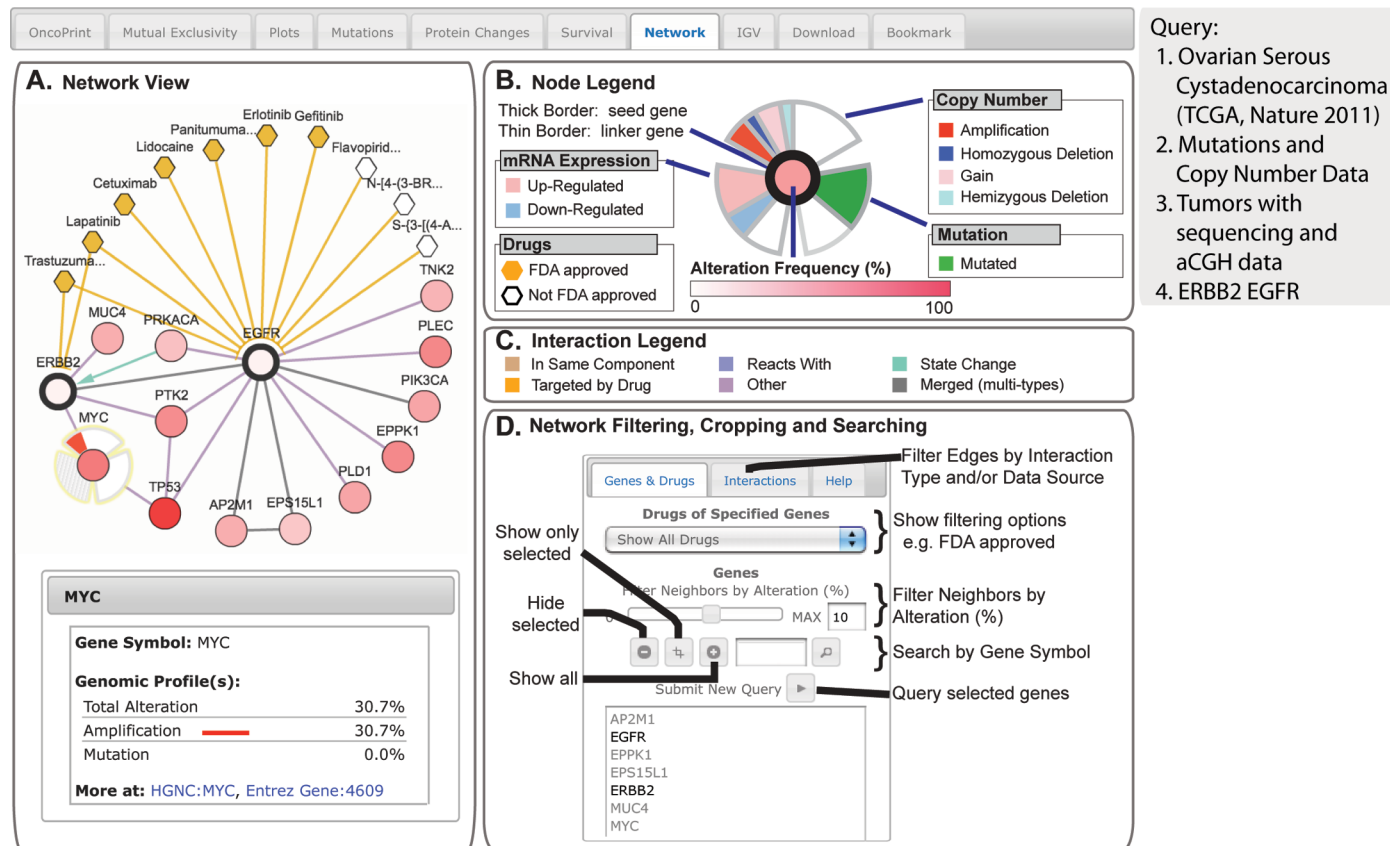 OncoPrint
Mutual Exclusivity
Plots
Mutations
Protein Changes
Survival
Network
IGV
Download
Bookmark
Query:
1. Ovarian Serous
Cystadenocarcinoma
(TCGA, Nature 2011)
2. Mutations and
Copy Number Data
3. Tumors with
sequencing and
aCGH data
4. ERBB2 EGFR
A. Network View
Erlotinib
Gefitinib
Panitumuma...
Flavopirid...
Lidocaine
N-[4-(3-BR...
Cetuximab
S-{3-[(4-A...
Lapatinib
Trastuzuma...
TNK2
MUC4
PRKACA
EGFR
PLEC
ERBB2
PIK3CA
PTK2
MYC
EPPK1
PLD1
TP53
AP2M1
EPS15L1
MYC
Gene Symbol: MYC
Genomic Profile(s):
Total Alteration 30.7%
Amplification 30.7%
Mutation 0.0%
More at: HGNC:MYC, Entrez Gene:4609
B. Node Legend
Thick Border: seed gene
Thin Border: linker gene
mRNA Expression
Up-Regulated
Down-Regulated
Drugs
FDA approved
Not FDA approved
Copy Number
Amplification
Homozygous Deletion
Gain
Hemizygous Deletion
Mutation
Mutated
Alteration Frequency (%)
0 100
C. Interaction Legend
In Same Component
Reacts With
State Change
Targeted by Drug
Other
Merged (multi-types)
D. Network Filtering, Cropping and Searching
Genes & Drugs
Interactions
Help
Filter Edges by Interaction
Type and/or Data Source
Drugs of Specified Genes
Show All Drugs
Show filtering options
e.g. FDA approved
Show only
selected
Genes
Filter Neighbors by Alteration (%)
0 MAX 10
Filter Neighbors by
Alteration (%)
Hide
selected
Search by Gene Symbol
Show all
Submit New Query
Query selected genes
AP2M1
EGFR
EPPK1
EPS15L1
ERBB2
MUC4
MYC